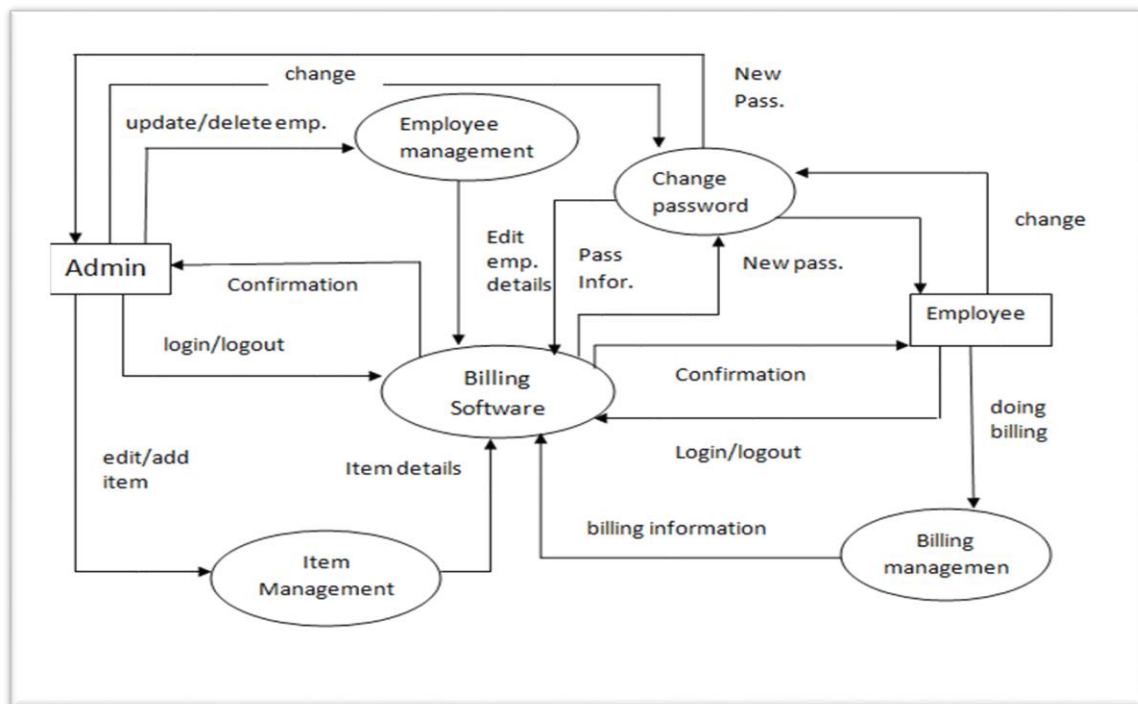 change
New
Pass.
update/delete emp.
Employee
management
Change
password
change
Admin
Confirmation
Edit
emp.
details
Pass
Infor.
New pass.
Employee
login/logout
Billing
Software
Confirmation
doing
billing
edit/add
item
Item details
Login/logout
billing information
Item
Management
Billing
managemen